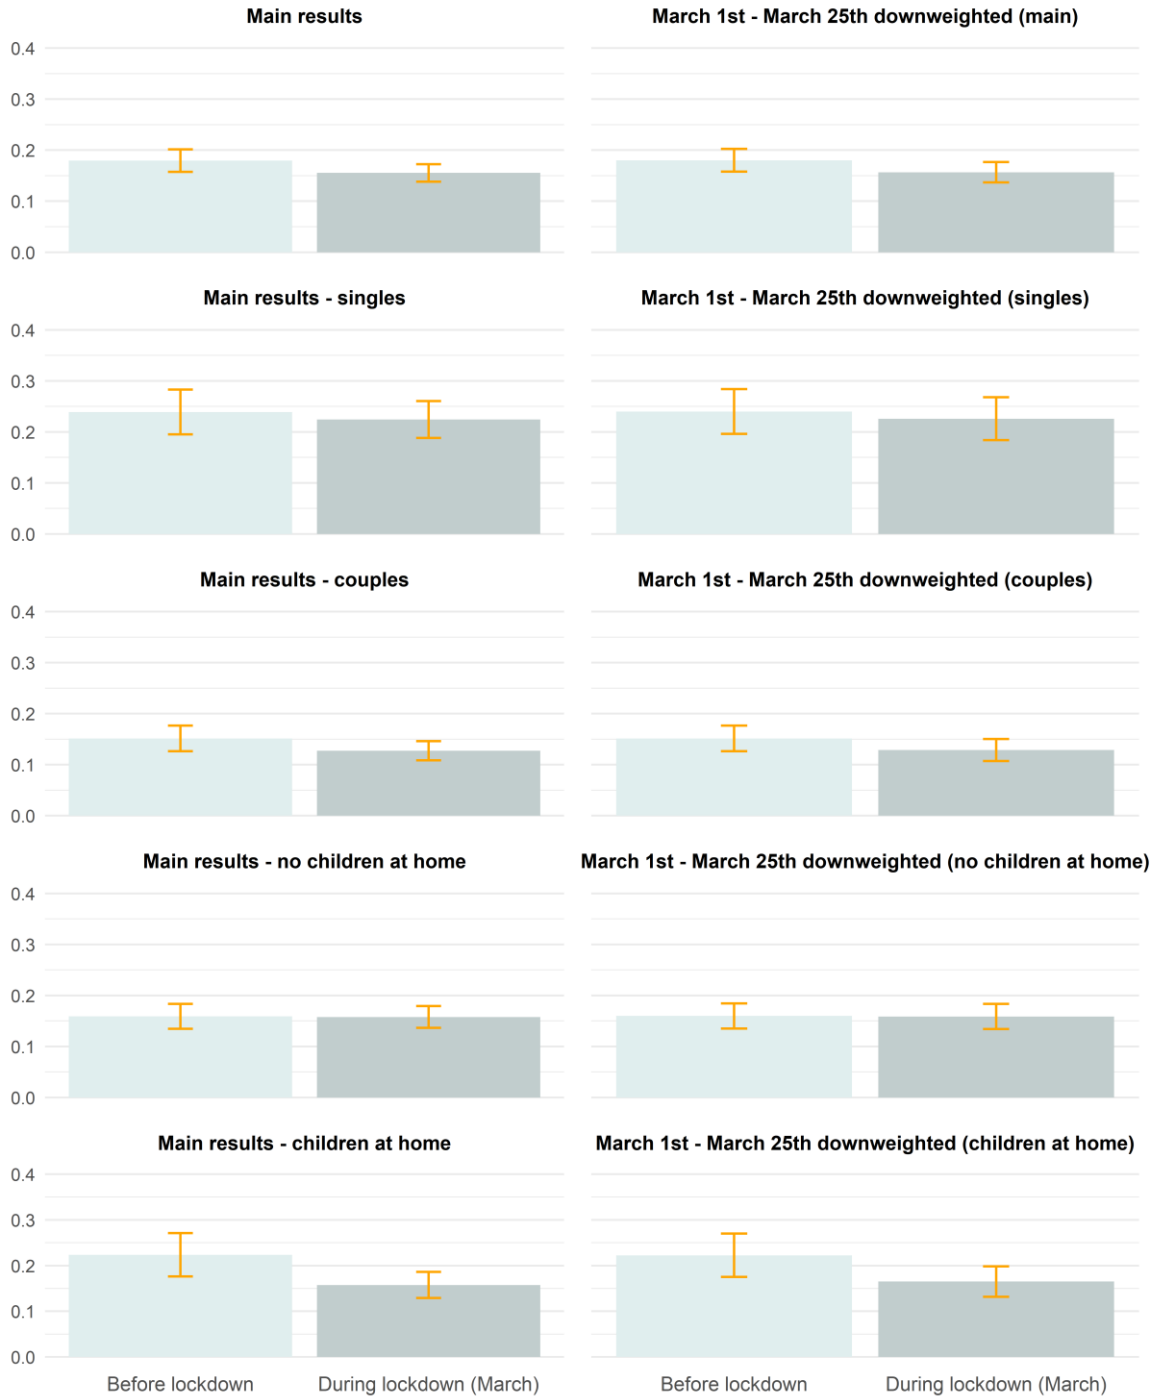 Main results
March 1st - March 25th downweighted (main)
0.4
0.3
0.2
0.1
0.0
Main results - singles
March 1st - March 25th downweighted (singles)
0.4
0.3
0.2
0.1
0.0
Main results - couples
March 1st - March 25th downweighted (couples)
0.4
0.3
0.2
0.1
0.0
Main results - no children at home
March 1st - March 25th downweighted (no children at home)
0.4
0.3
0.2
0.1
0.0
Main results - children at home
March 1st - March 25th downweighted (children at home)
0.4
0.3
0.2
0.1
0.0
Before lockdown
During lockdown (March)
Before lockdown
During lockdown (March)